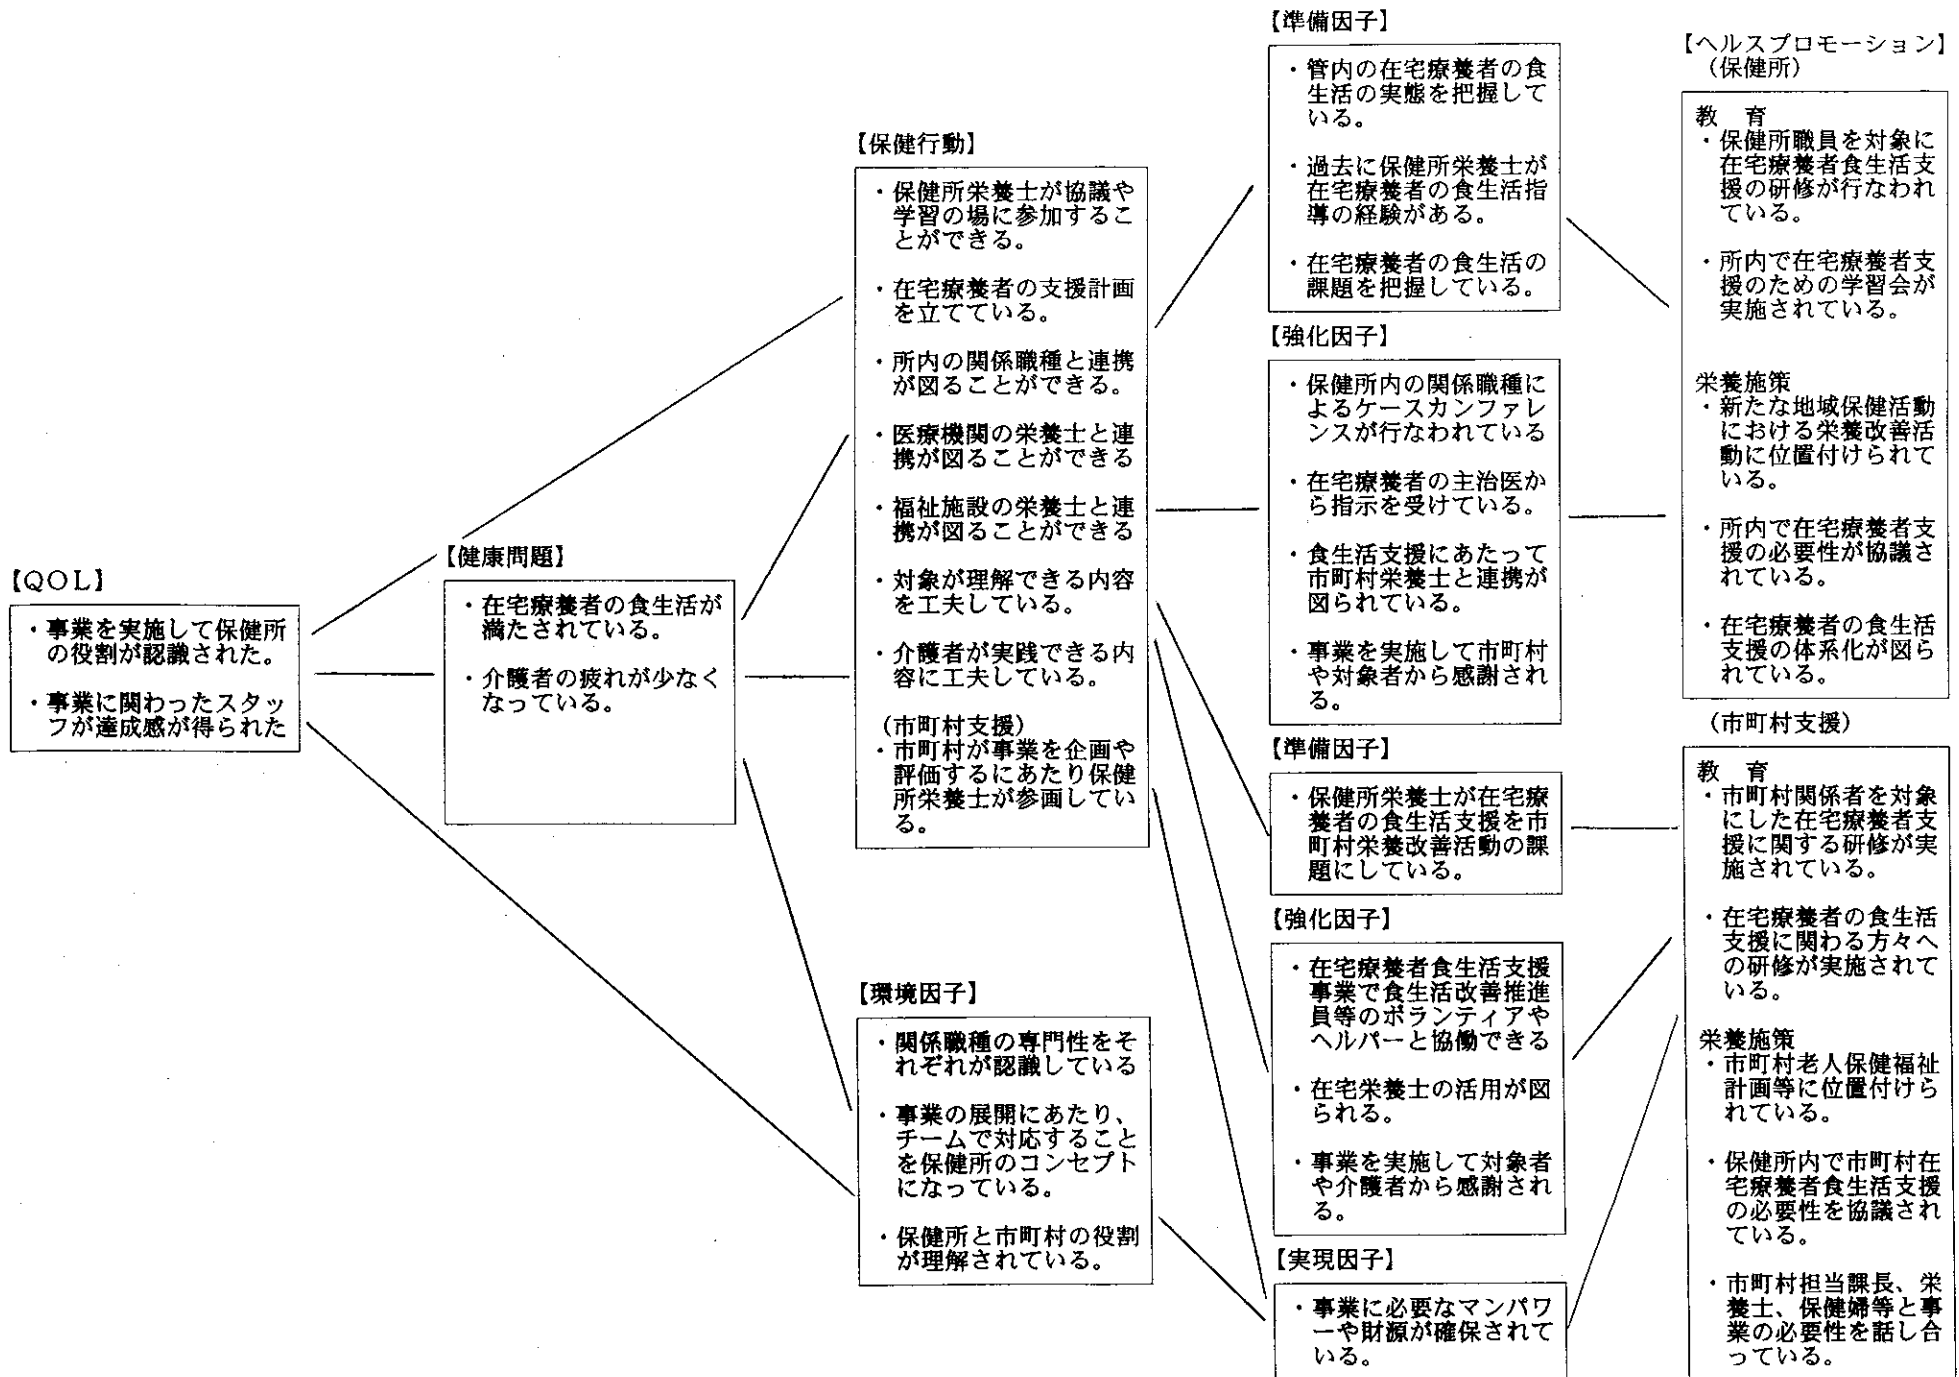 【QOL】
・事業を実施して保健所
の役割が認識された。
・事業に関わったスタッ
フが達成感が得られた
【健康問題】
・在宅療養者の食生活が
満たされている。
・介護者の疲れが少なく
なっている。
【保健行動】
・保健所栄養士が協議や
学習の場に参加するこ
とができる。
・在宅療養者の支援計画
を立てている。
・所内の関係職種と連携
が図ることができる。
・医療機関の栄養士と連
携が図ることができる
・福祉施設の栄養士と連
携が図ることができる
・対象が理解できる内容
を工夫している。
・介護者が実践できる内
容に工夫している。
(市町村支援)
・市町村が事業を企画や
評価するにあたり保健
所栄養士が参画してい
る。
【環境因子】
・関係職種の専門性をそ
れぞれが認識している
・事業の展開にあたり、
チームで対応すること
を保健所のコンセプト
になっている。
・保健所と市町村の役割
が理解されている。
【準備因子】
・管内の在宅療養者の食
生活の実態を把握して
いる。
・過去に保健所栄養士が
在宅療養者の食生活指
導の経験がある。
・在宅療養者の食生活の
課題を把握している。
【強化因子】
・保健所内の関係職種に
よるケースカンファレ
ンスが行なわれている
・在宅療養者の主治医か
ら指示を受けている。
・食生活支援にあたって
市町村栄養士と連携が
図られている。
・事業を実施して市町村
や対象者から感謝され
る。
【準備因子】
・保健所栄養士が在宅療
養者の食生活支援を市
町村栄養改善活動の課
題にしている。
【強化因子】
・在宅療養者食生活支援
事業で食生活改善推進
員等のボランティアや
ヘルパーと協働できる
・在宅栄養士の活用が図
られる。
・事業を実施して対象者
や介護者から感謝され
る。
【実現因子】
・事業に必要なマンパワ
ーや財源が確保されて
いる。
【ヘルスプロモーション】
(保健所)
教 育
・保健所職員を対象に
在宅療養者食生活支
援の研修が行なわれ
ている。
・所内で在宅療養者支
援のための学習会が
実施されている。
栄養施策
・新たな地域保健活動
における栄養改善活
動に位置付けられて
いる。
・所内で在宅療養者支
援の必要性が協議さ
れている。
・在宅療養者の食生活
支援の体系化が図ら
れている。
(市町村支援)
教 育
・市町村関係者を対象
にした在宅療養者支
援に関する研修が実
施されている。
・在宅療養者の食生活
支援に関わる方々へ
の研修が実施されて
いる。
栄養施策
・市町村老人保健福祉
計画等に位置付けら
れている。
・保健所内で市町村在
宅療養者食生活支援
の必要性を協議され
ている。
・市町村担当課長、栄
養士、保健婦等と事
業の必要性を話し合
っている。